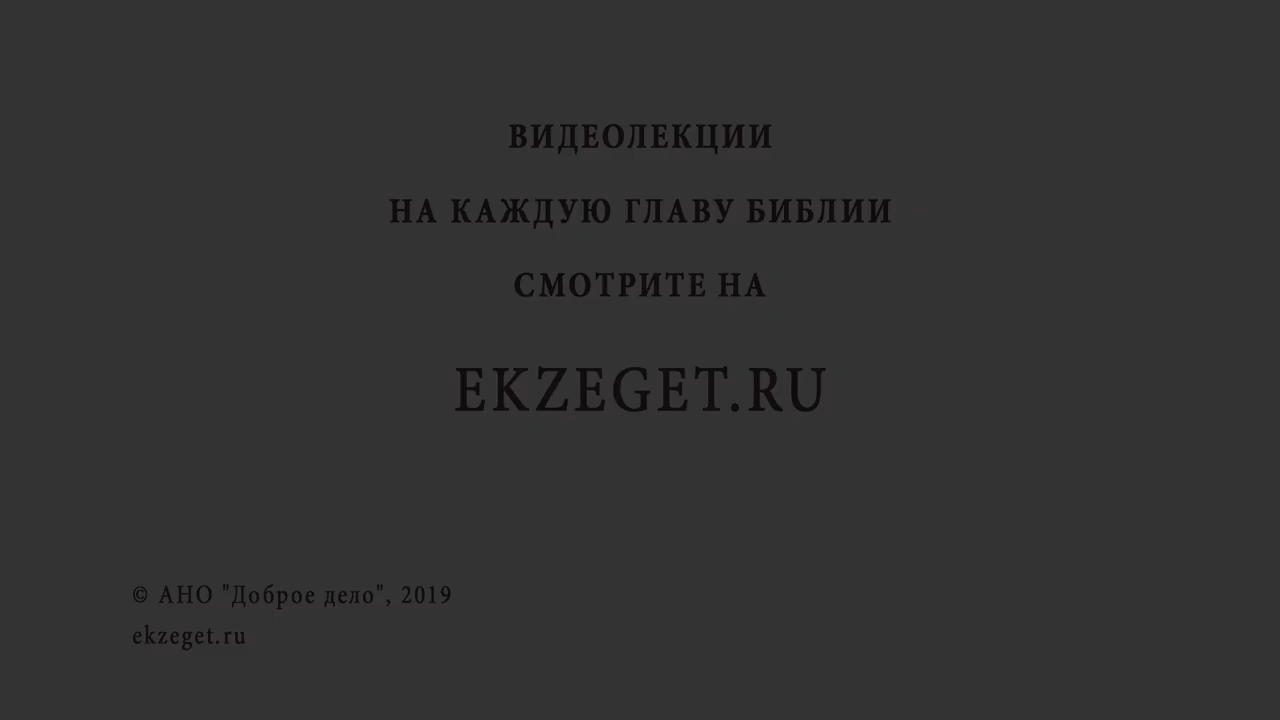 ВИДЕОЛЕКЦИИ
НА КАЖДУЮ ГЛАВУ БИБЛИИ
СМОТРИТЕ НА
EKZEGET.RU
© АНО "Доброе дело", 2019
ekzeget.ru